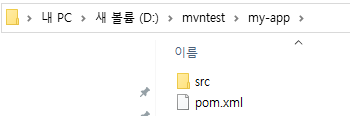 내 PC > 새 볼륨 (D:) > mvntest > my-app >
이름
src
pom.xml